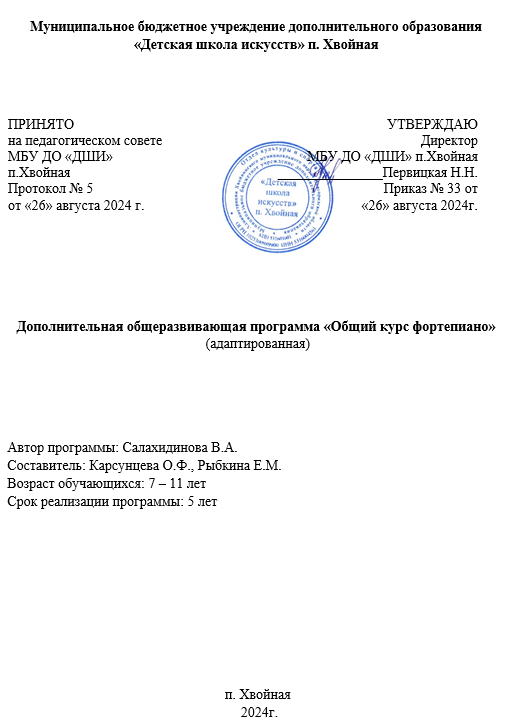 Муниципальное бюджетное учреждение дополнительного образования
«Детская школа искусств» п. Хвойная
ПРИНЯТО
на педагогическом совете
МБУ ДО «ДШИ»
п.Хвойная
Протокол № 5
от «26» августа 2024 г.
УТВЕРЖДАЮ
Директор
МБУ ДО «ДШИ» п.Хвойная
Первицкая Н.Н.
Приказ № 33 от
«26» августа 2024г.
«Детская
школа
искусств»
п. Хвойная
Дополнительная общеразвивающая программа «Общий курс фортепиано»
(адаптированная)
Автор программы: Салахидинова В.А.
Составитель: Карсунцева О.Ф., Рыбкина Е.М.
Возраст обучающихся: 7 – 11 лет
Срок реализации программы: 5 лет
п. Хвойная
2024г.